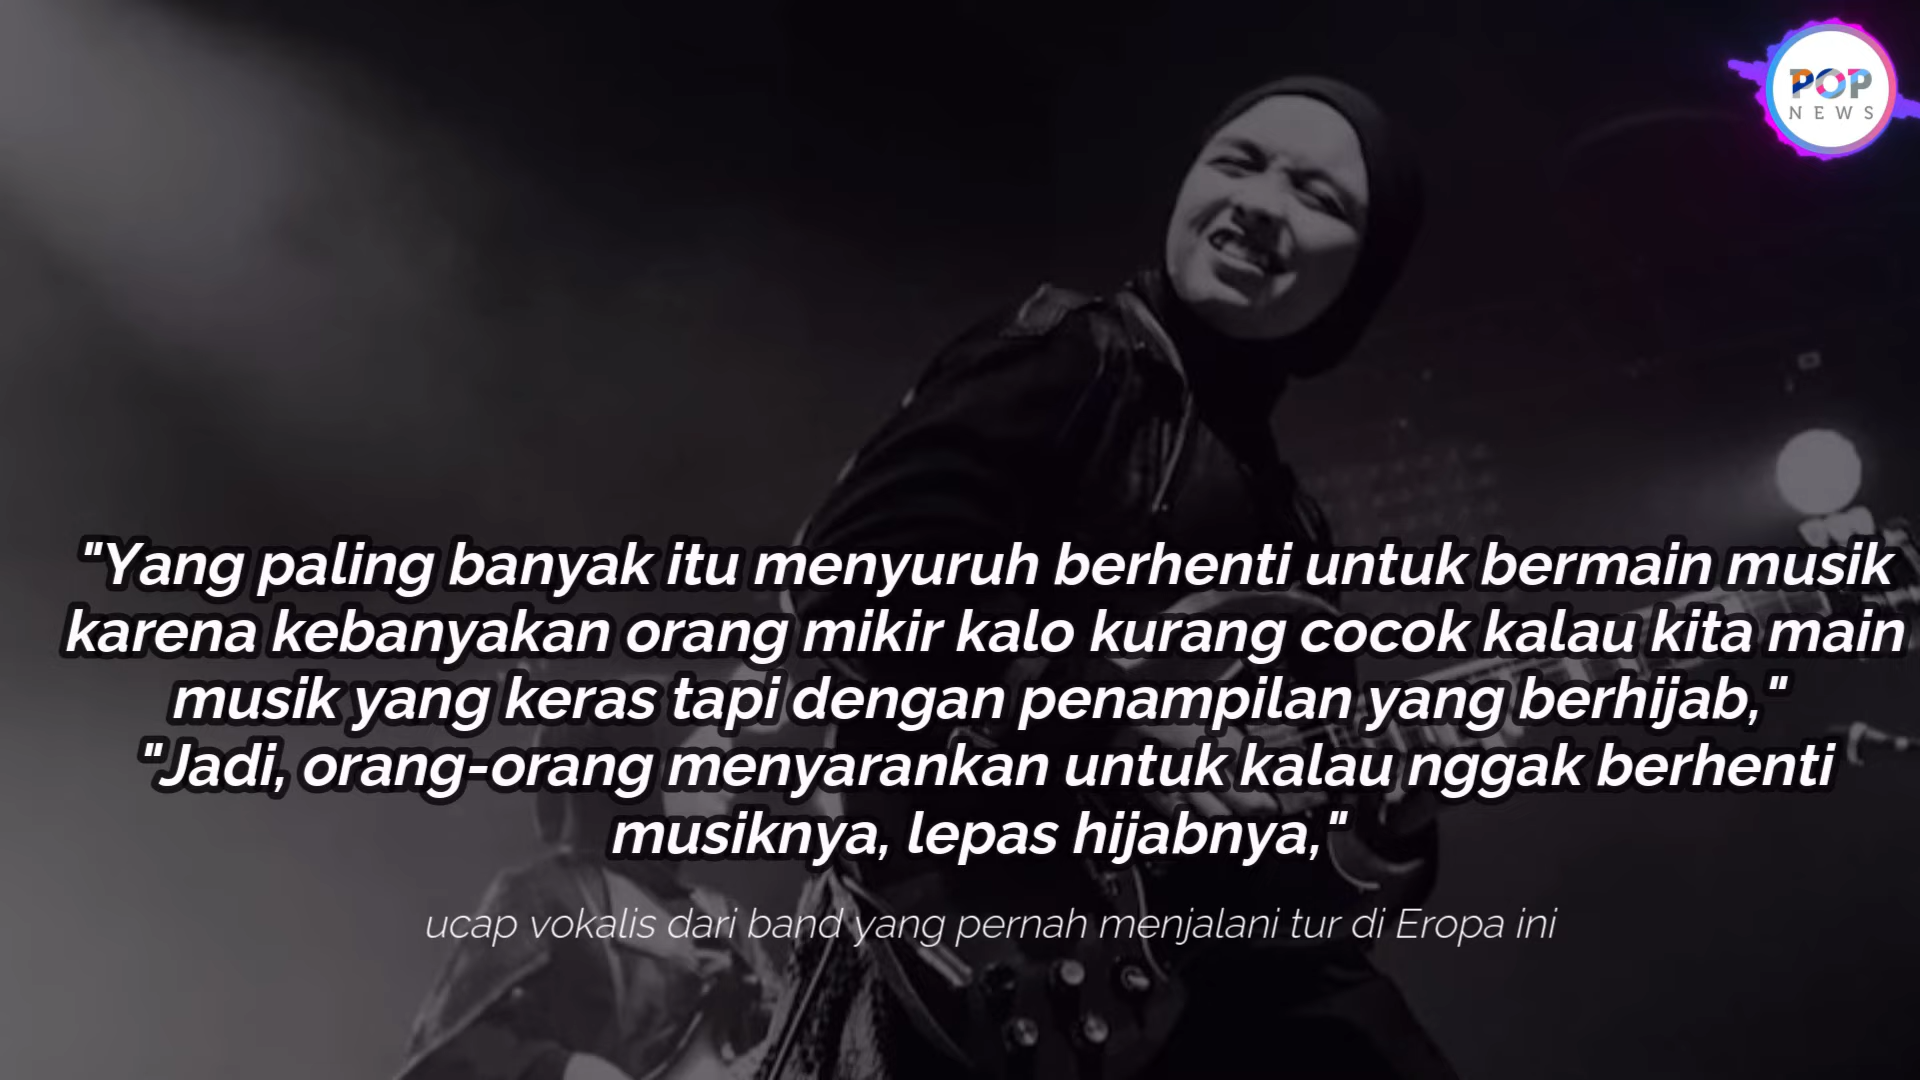 POP
NEWS
"Yang paling banyak itu menyuruh berhenti untuk bermain musik
karena kebanyakan orang mikir kalo kurang cocok kalau kita main
musik yang keras tapi dengan penampilan yang berhijab,"
"Jadi, orang-orang menyarankan untuk kalau nggak berhenti
musiknya, lepas hijabnya,"
ucap vokalis dari band yang pernah menjalani tur di Eropa ini